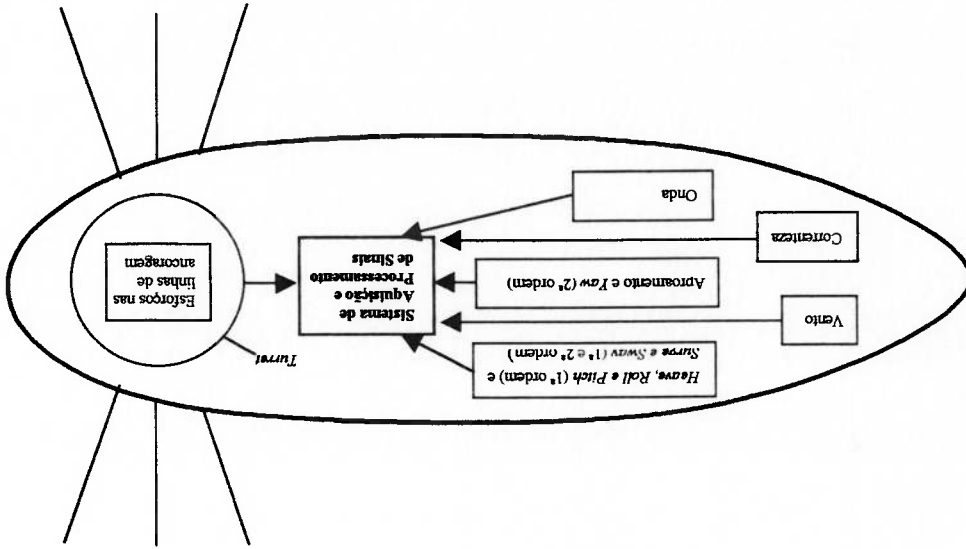 Heave, Roll e Pitch (1ª ordem) e
Surge e Sway (1ª e 2ª ordem)
Turret
Vento
Sistema de
Aquisição e
Processamento
de Sinais
Esforços nas
linhas de
ancoragem
Aproamento e Yaw (2ª ordem)
Correnteza
Onda